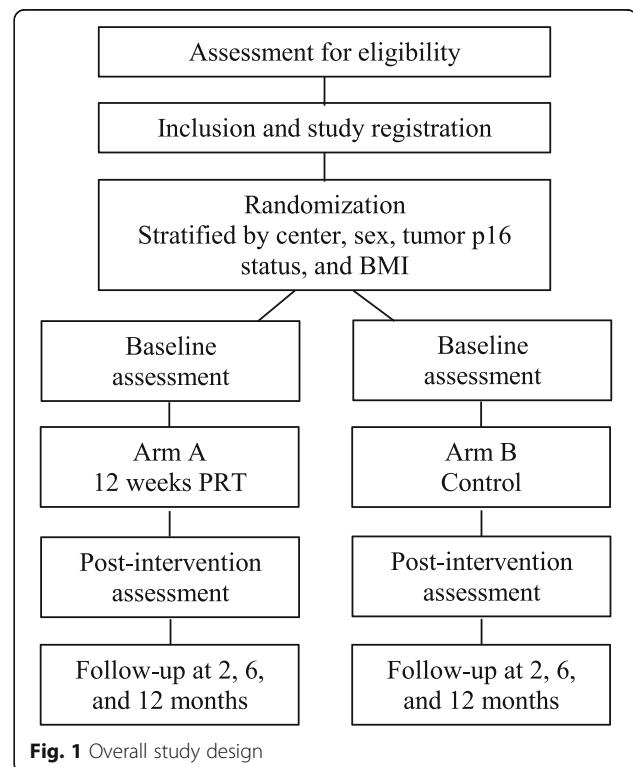 Assessment for eligibility
Inclusion and study registration
Randomization
Stratified by center, sex, tumor p16
status, and BMI
Baseline
assessment
Baseline
assessment
Arm A
12 weeks PRT
Arm B
Control
Post-intervention
assessment
Post-intervention
assessment
Follow-up at 2, 6,
and 12 months
Follow-up at 2, 6,
and 12 months
Fig. 1 Overall study design